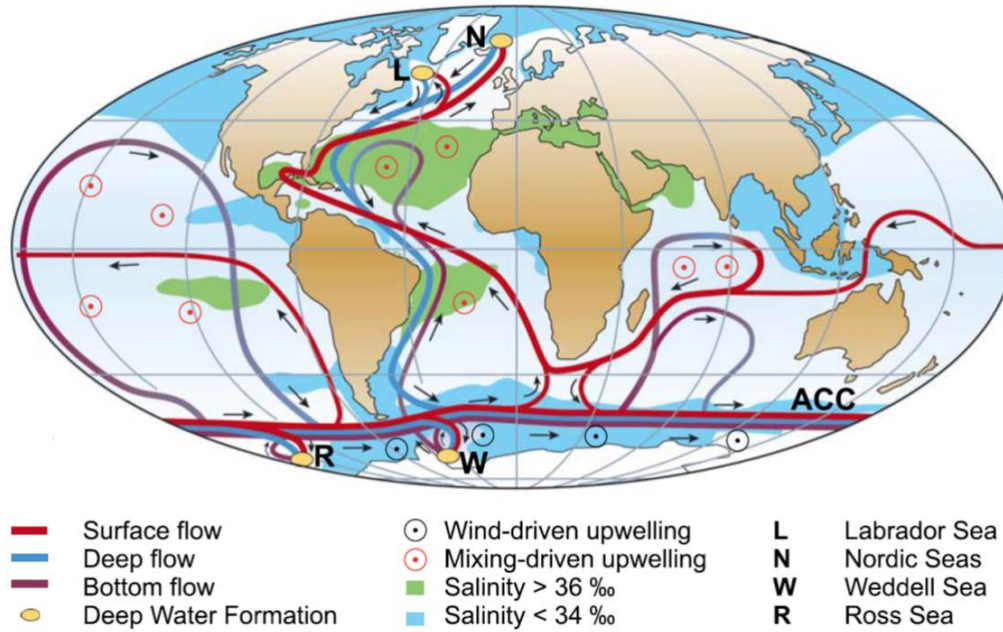 N
L
ACC
R
W
Surface flow
Deep flow
Bottom flow
Deep Water Formation
Wind-driven upwelling
Mixing-driven upwelling
Salinity > 36 ‰
Salinity < 34 ‰
L Labrador Sea
N Nordic Seas
W Weddell Sea
R Ross Sea